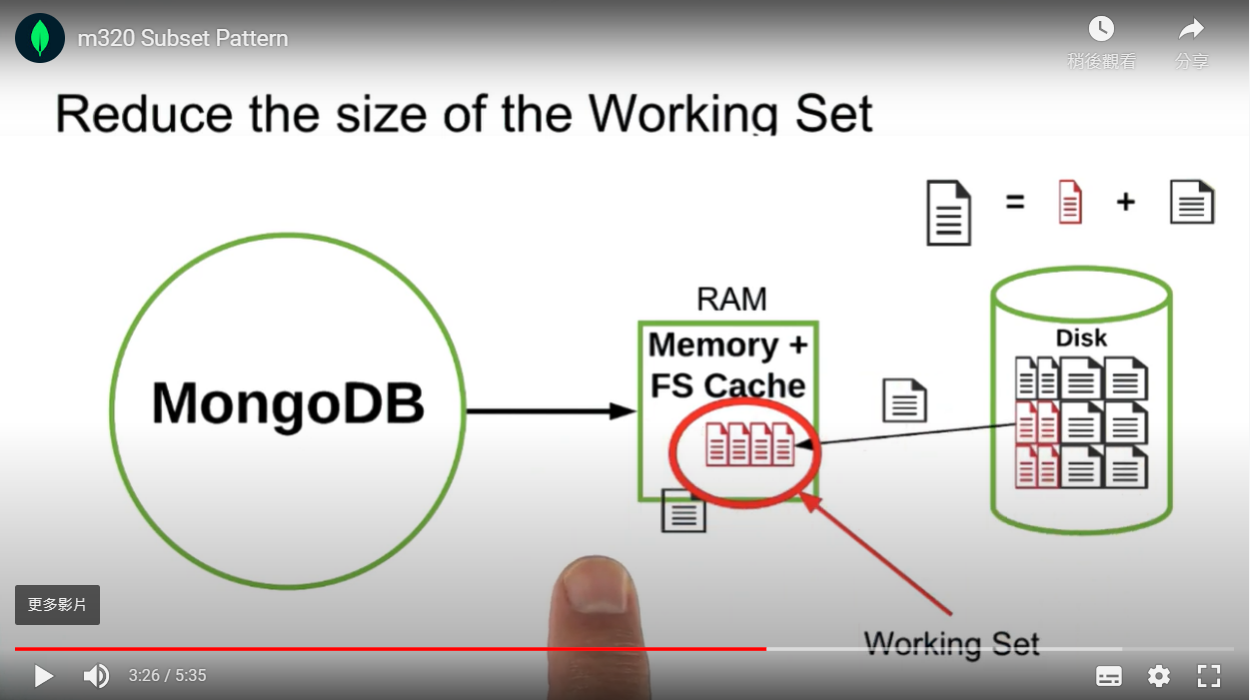 m320 Subset Pattern
稍後觀看
分享
Reduce the size of the Working Set
=
+
RAM
Memory +
FS Cache
Disk
MongoDB
Working Set
更多影片
3:26 / 5:35